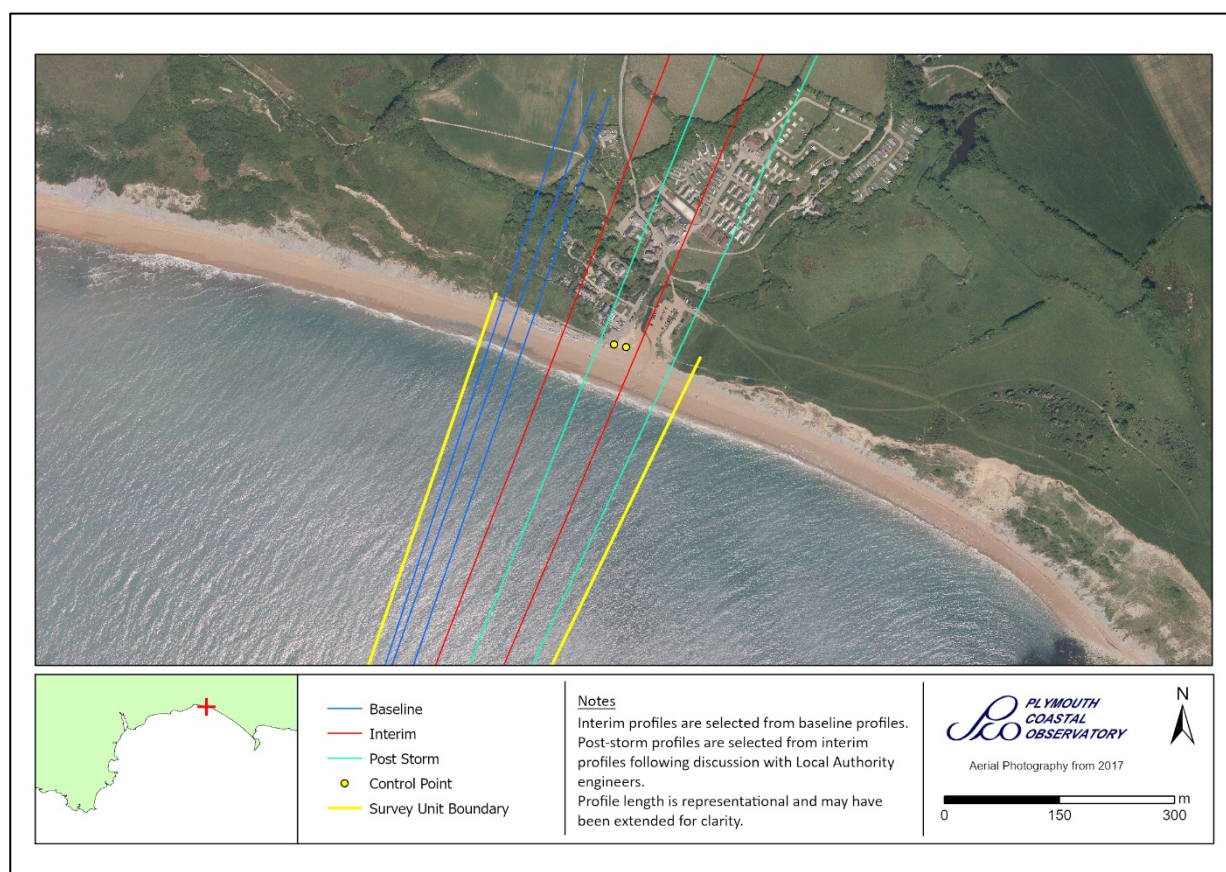 Baseline
Interim
Post Storm
Control Point
Survey Unit Boundary
Notes
Interim profiles are selected from baseline profiles.
Post-storm profiles are selected from interim
profiles following discussion with Local Authority
engineers.
Profile length is representational and may have
been extended for clarity.
PCO
PLYMOUTH
COASTAL
OBSERVATORY
N
Aerial Photography from 2017
m
0 150 300